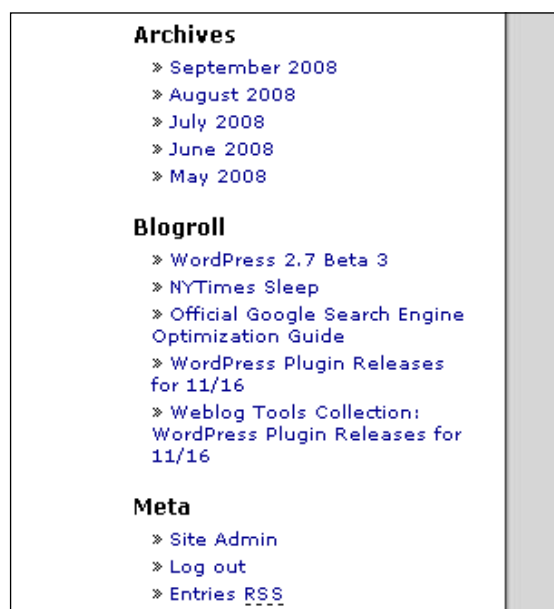 Archives
» September 2008
» August 2008
» July 2008
» June 2008
» May 2008
Blogroll
» WordPress 2.7 Beta 3
» NYTimes Sleep
» Official Google Search Engine
Optimization Guide
» WordPress Plugin Releases
for 11/16
» Weblog Tools Collection:
WordPress Plugin Releases for
11/16
Meta
» Site Admin
» Log out
» Entries RSS